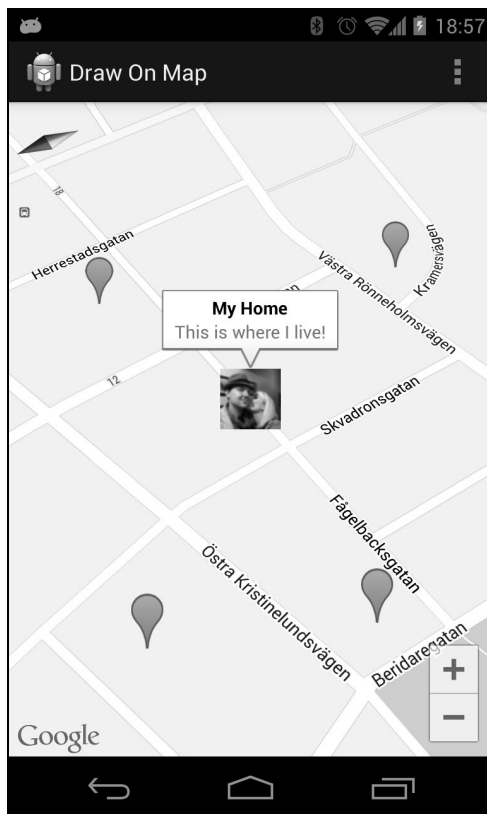 18:57
Draw On Map
18
Herrestadsgatan
Kramersvägen
Västra Rönneholmsvägen
My Home
This is where I live!
12
Skvadronsgatan
Fågelbacksgatan
Östra Kristinelundsvägen
Beridaregatan
+
−
Google